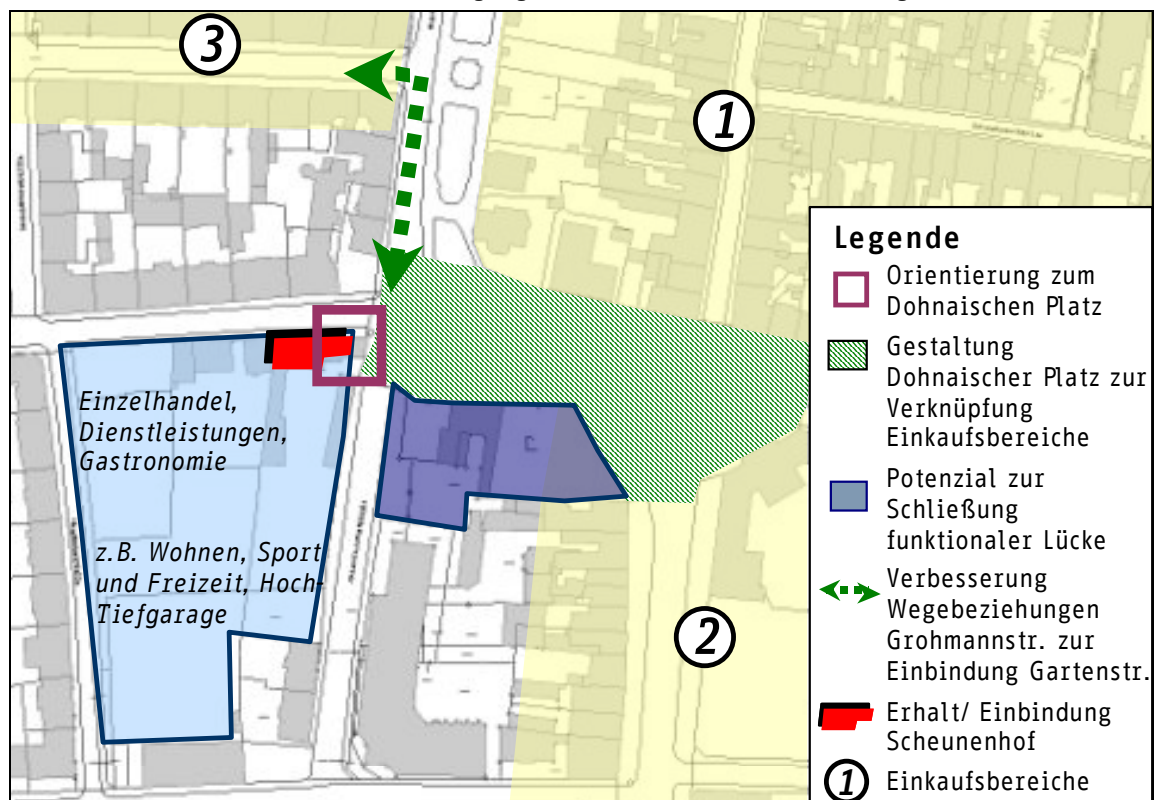 3
1
2
Einzelhandel,
Dienstleistungen,
Gastronomie
z.B. Wohnen, Sport
und Freizeit, Hoch-
Tiefgarage
Legende
Orientierung zum
Dohnaischen Platz
Gestaltung
Dohnaischer Platz zur
Verknüpfung
Einkaufsbereiche
Potenzial zur
Schließung
funktionaler Lücke
Verbesserung
Wegebeziehungen
Grohmannstr. zur
Einbindung Gartenstr.
Erhalt/ Einbindung
Scheunenhof
1 Einkaufsbereiche